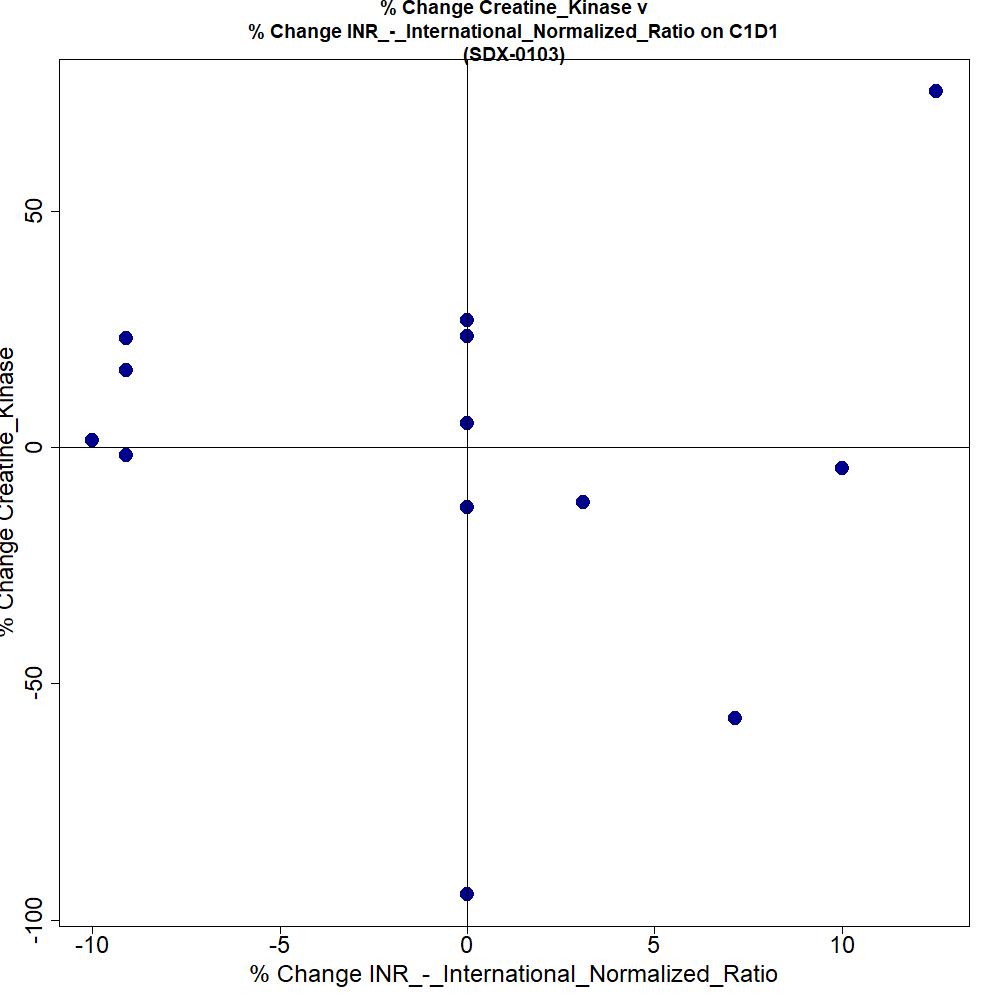 % Change Creatine_Kinase v
% Change INR_-_International_Normalized_Ratio on C1D1
(SDX-0103)
% Change Creatine_Kinase
50
0
-50
-100
-10
-5
0
5
10
% Change INR_-_International_Normalized_Ratio